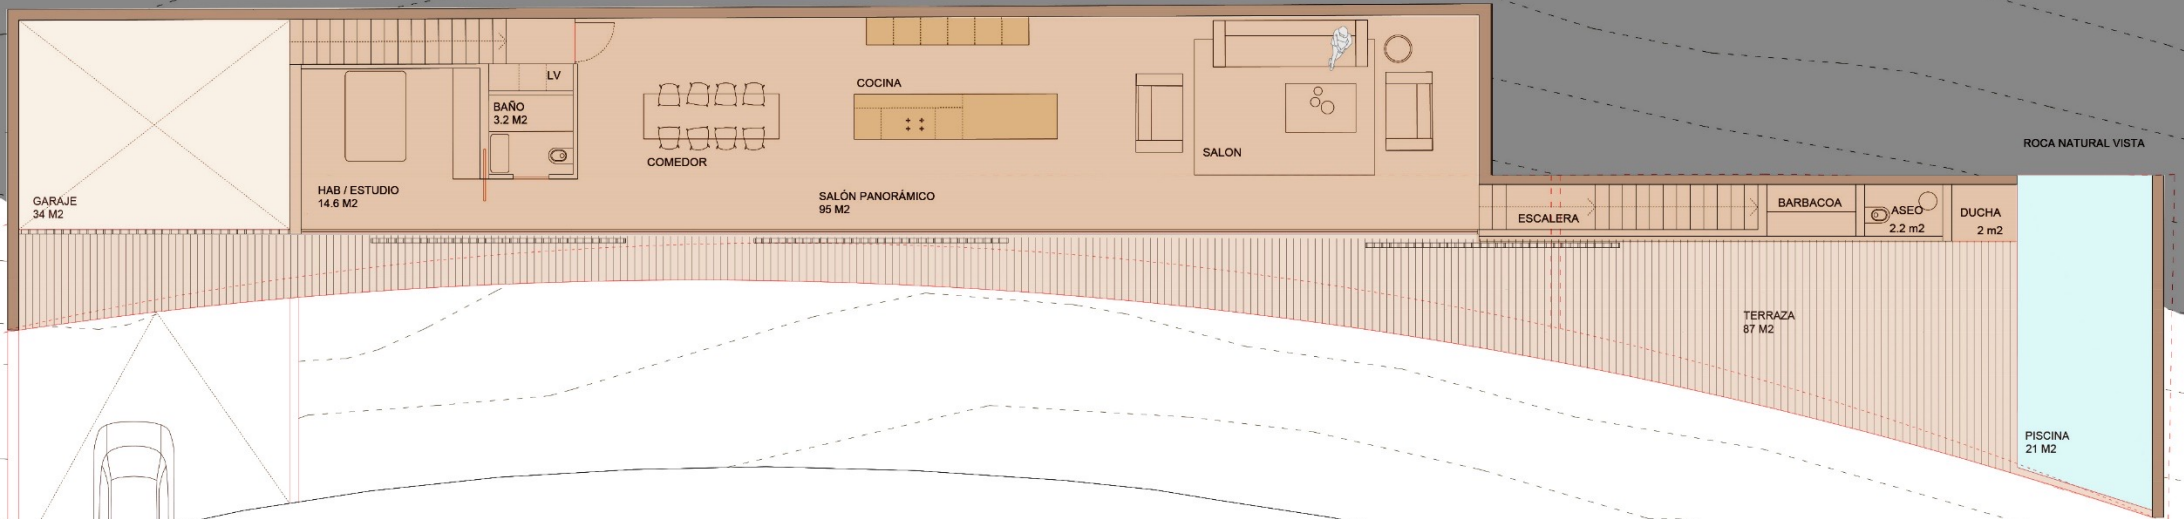 GARAJE
34 M2
HAB / ESTUDIO
14.6 M2
LV
BAÑO
3.2 M2
COMEDOR
COCINA
SALÓN PANORÁMICO
95 M2
SALON
ESCALERA
BARBACOA
ASEO
2.2 m2
DUCHA
2 m2
ROCA NATURAL VISTA
TERRAZA
87 M2
PISCINA
21 M2